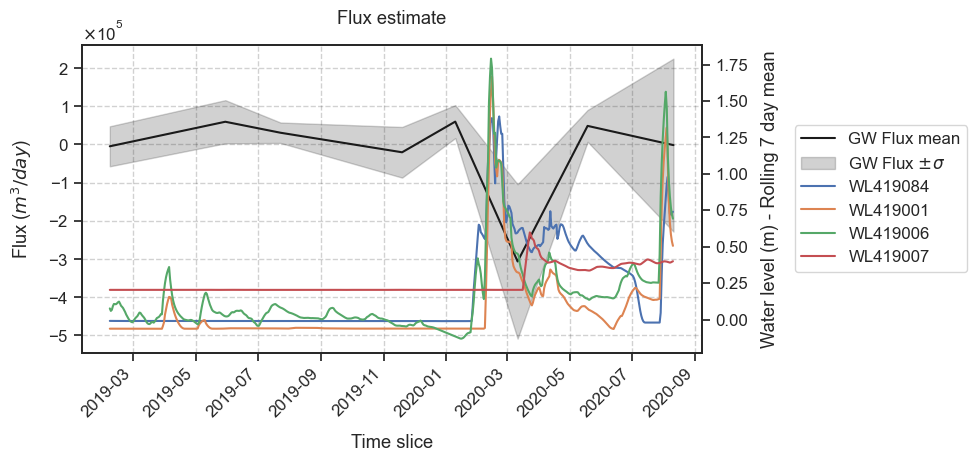 Flux estimate
×10⁵
2
1
0
−1
−2
−3
−4
−5
Flux (m³/day)
1.75
1.50
1.25
1.00
0.75
0.50
0.25
0.00
Water level (m) - Rolling 7 day mean
2019-03
2019-05
2019-07
2019-09
2019-11
2020-01
2020-03
2020-05
2020-07
2020-09
Time slice
GW Flux mean
GW Flux ±σ
WL419084
WL419001
WL419006
WL419007